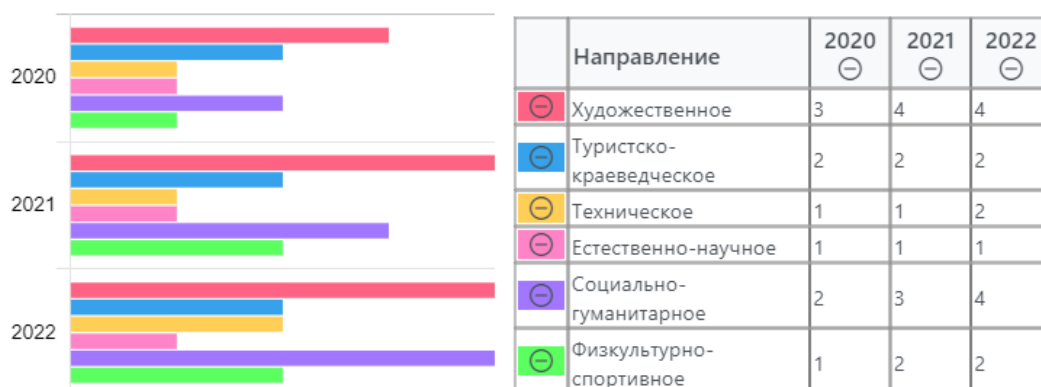 2020
2021
2022
Направление 2020 2021 2022
Художественное 3 4 4
Туристско-
краеведческое 2 2 2
Техническое 1 1 2
Естественно-научное 1 1 1
Социально-
гуманитарное 2 3 4
Физкультурно-
спортивное 1 2 2